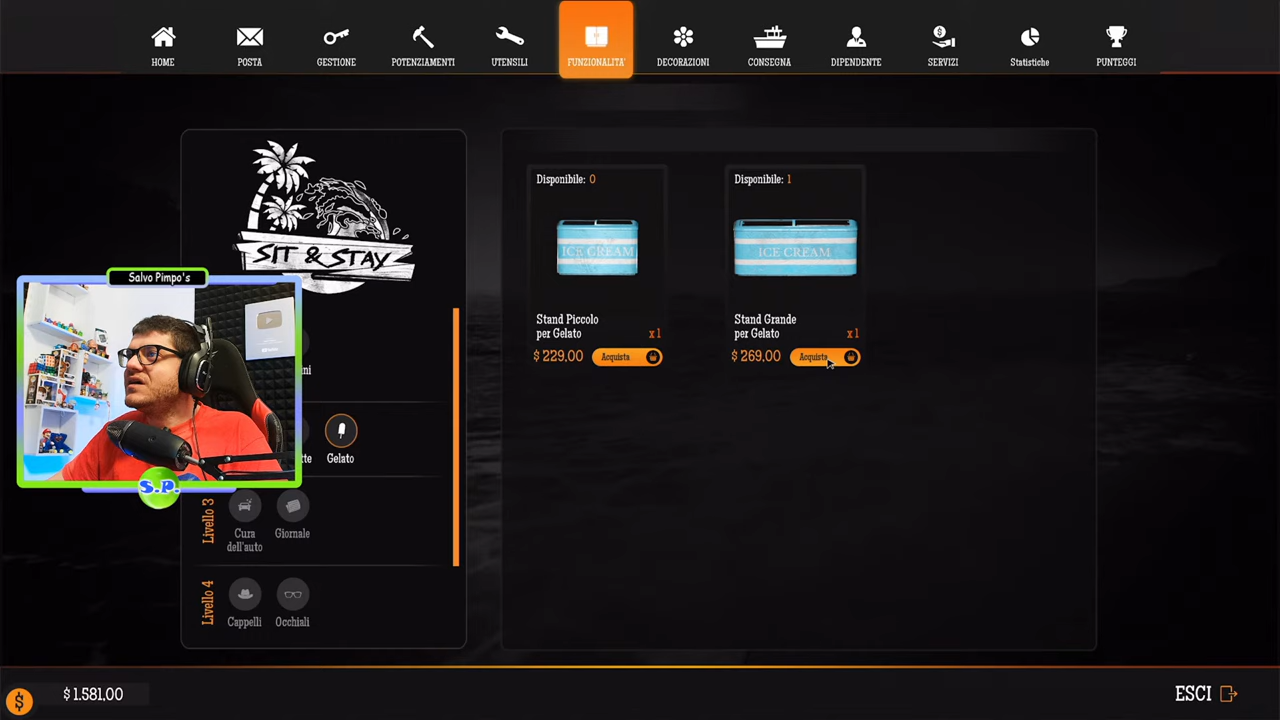 HOME
POSTA
GESTIONE
POTENZIAMENTI
UTENSILI
FUNZIONALITA'
DECORAZIONI
CONSEGNA
DIPENDENTE
SERVIZI
Statistiche
PUNTEGGI
SIT & STAY
Salvo Pimpo's
S.P.
Gelato
Livello 3
Cura
dell'auto
Giornale
Livello 4
Cappelli
Occhiali
Disponibile: 0
ICE CREAM
Stand Piccolo
per Gelato
x1
$ 229,00
Acquista
Disponibile: 1
ICE CREAM
Stand Grande
per Gelato
x1
$ 269,00
Acquista
$ 1.581,00
ESCI